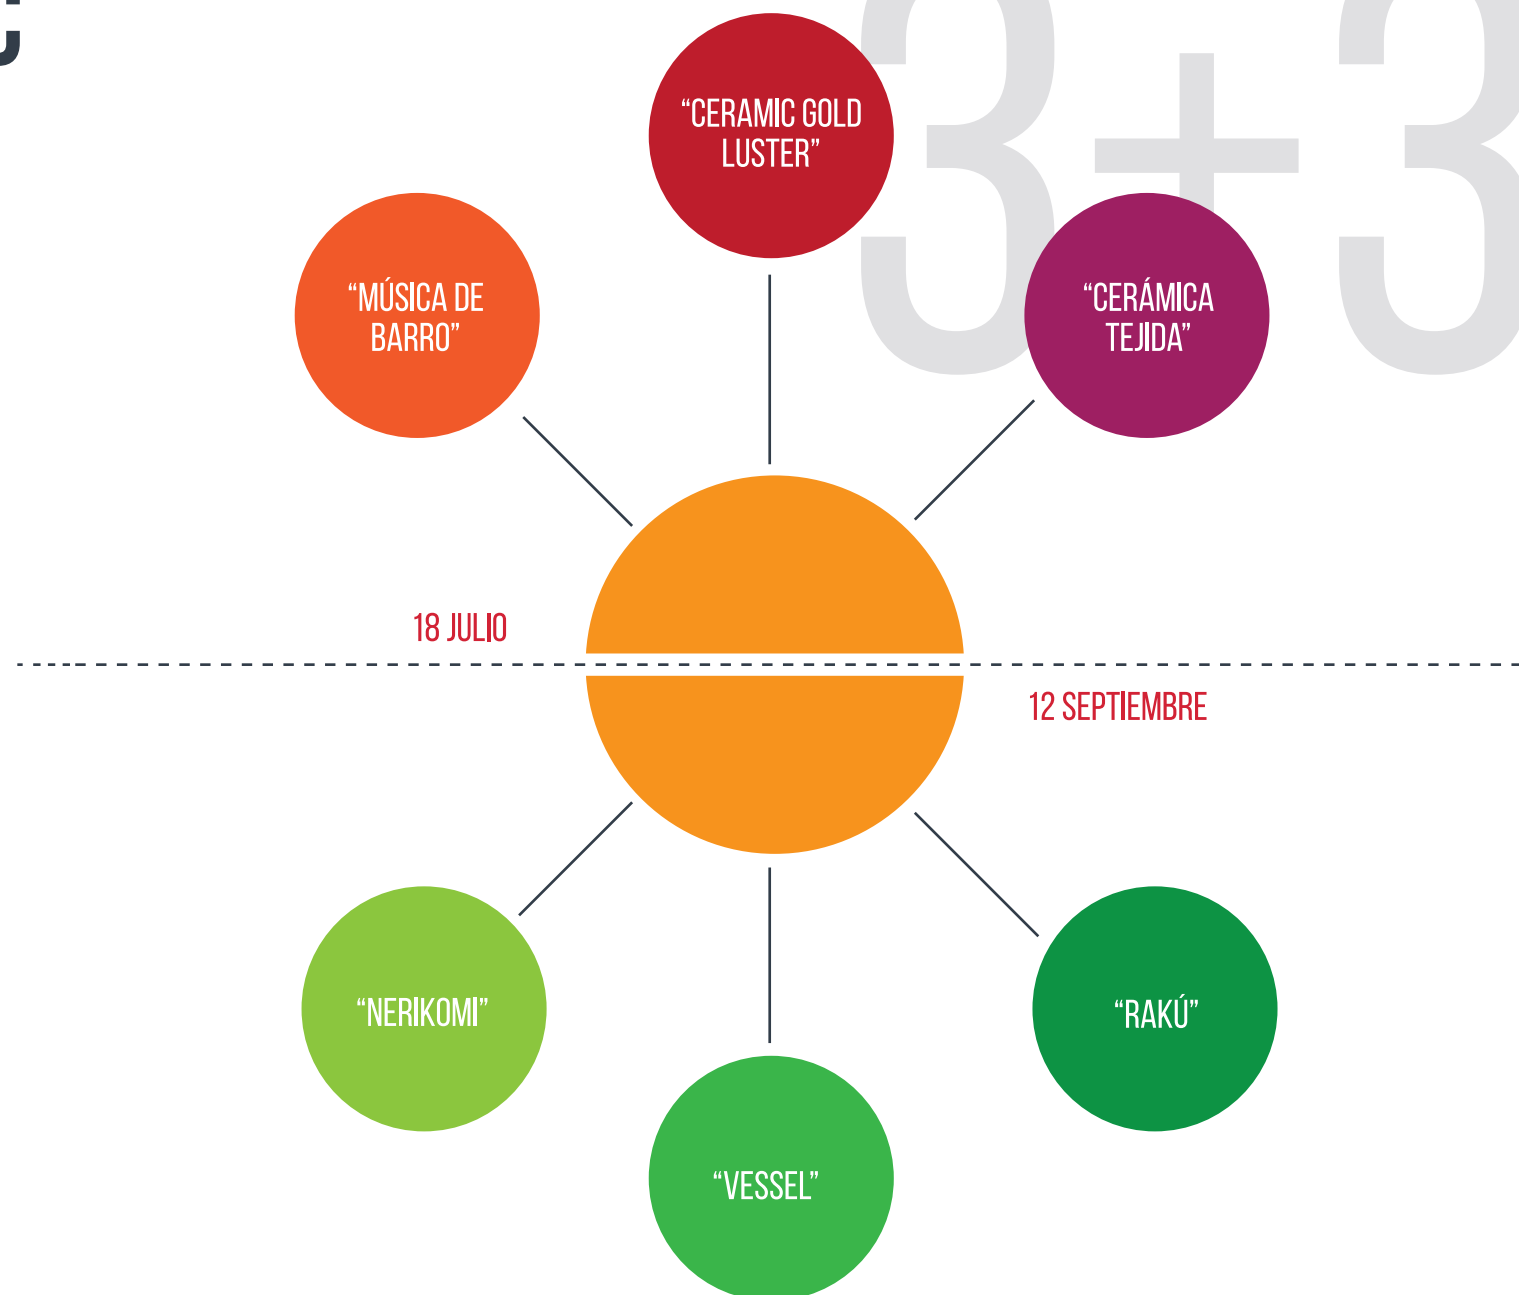 3+3
“CERAMIC GOLD
LUSTER”
“MÚSICA DE
BARRO”
“CERÁMICA
TEJIDA”
18 JULIO
12 SEPTIEMBRE
“NERIKOMI”
“RAKÚ”
“VESSEL”